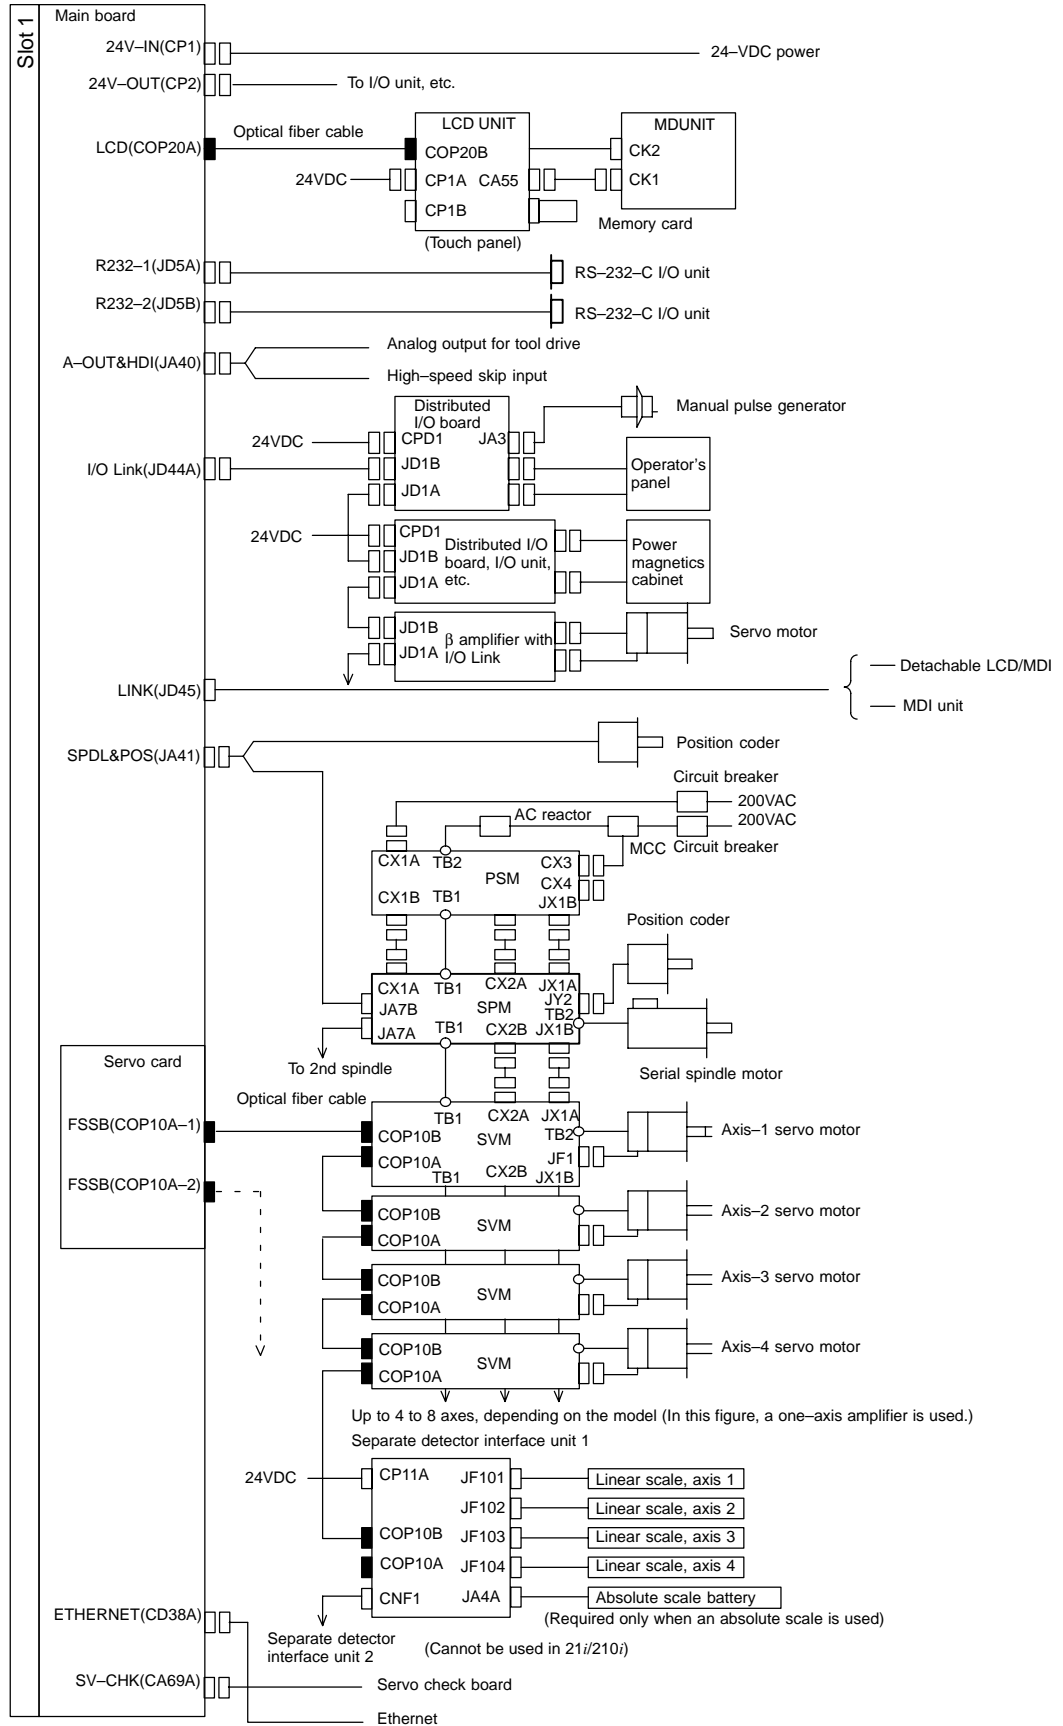 Slot 1
Main board
24V–IN(CP1)
24–VDC power
24V–OUT(CP2)
To I/O unit, etc.
LCD(COP20A)
Optical fiber cable
LCD UNIT
COP20B
24VDC
CP1A
CA55
CP1B
(Touch panel)
MDUNIT
CK2
CK1
Memory card
R232–1(JD5A)
RS–232–C I/O unit
R232–2(JD5B)
RS–232–C I/O unit
A–OUT&HDI(JA40)
Analog output for tool drive
High–speed skip input
Distributed
I/O board
24VDC
CPD1
JA3
Manual pulse generator
I/O Link(JD44A)
JD1B
JD1A
Operator's
panel
24VDC
CPD1
JD1B
JD1A
Distributed I/O
board, I/O unit,
etc.
Power
magnetics
cabinet
JD1B
JD1A
β amplifier with
I/O Link
Servo motor
LINK(JD45)
Detachable LCD/MDI
MDI unit
SPDL&POS(JA41)
Position coder
Circuit breaker
200VAC
AC reactor
200VAC
MCC
Circuit breaker
CX1A
TB2
CX3
PSM
CX4
CX1B
TB1
JX1B
Position coder
CX1A
TB1
CX2A
JX1A
JA7B
SPM
JY2
TB2
JA7A
TB1
CX2B
JX1B
To 2nd spindle
Serial spindle motor
Servo card
Optical fiber cable
FSSB(COP10A–1)
TB1
CX2A
JX1A
COP10B
SVM
TB2
Axis–1 servo motor
COP10A
JF1
TB1
CX2B
JX1B
FSSB(COP10A–2)
COP10B
SVM
COP10A
Axis–2 servo motor
COP10B
SVM
COP10A
Axis–3 servo motor
COP10B
SVM
COP10A
Axis–4 servo motor
Up to 4 to 8 axes, depending on the model (In this figure, a one–axis amplifier is used.)
Separate detector interface unit 1
24VDC
CP11A
JF101
Linear scale, axis 1
JF102
Linear scale, axis 2
COP10B
JF103
Linear scale, axis 3
COP10A
JF104
Linear scale, axis 4
CNF1
JA4A
Absolute scale battery
(Required only when an absolute scale is used)
ETHERNET(CD38A)
Separate detector
interface unit 2
(Cannot be used in 21i/210i)
SV–CHK(CA69A)
Servo check board
Ethernet